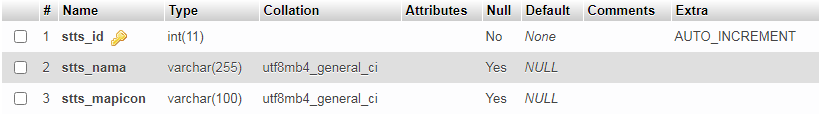 # Name Type Collation Attributes Null Default Comments Extra
1 stts_id int(11) No None AUTO_INCREMENT
2 stts_nama varchar(255) utf8mb4_general_ci Yes NULL
3 stts_mapicon varchar(100) utf8mb4_general_ci Yes NULL